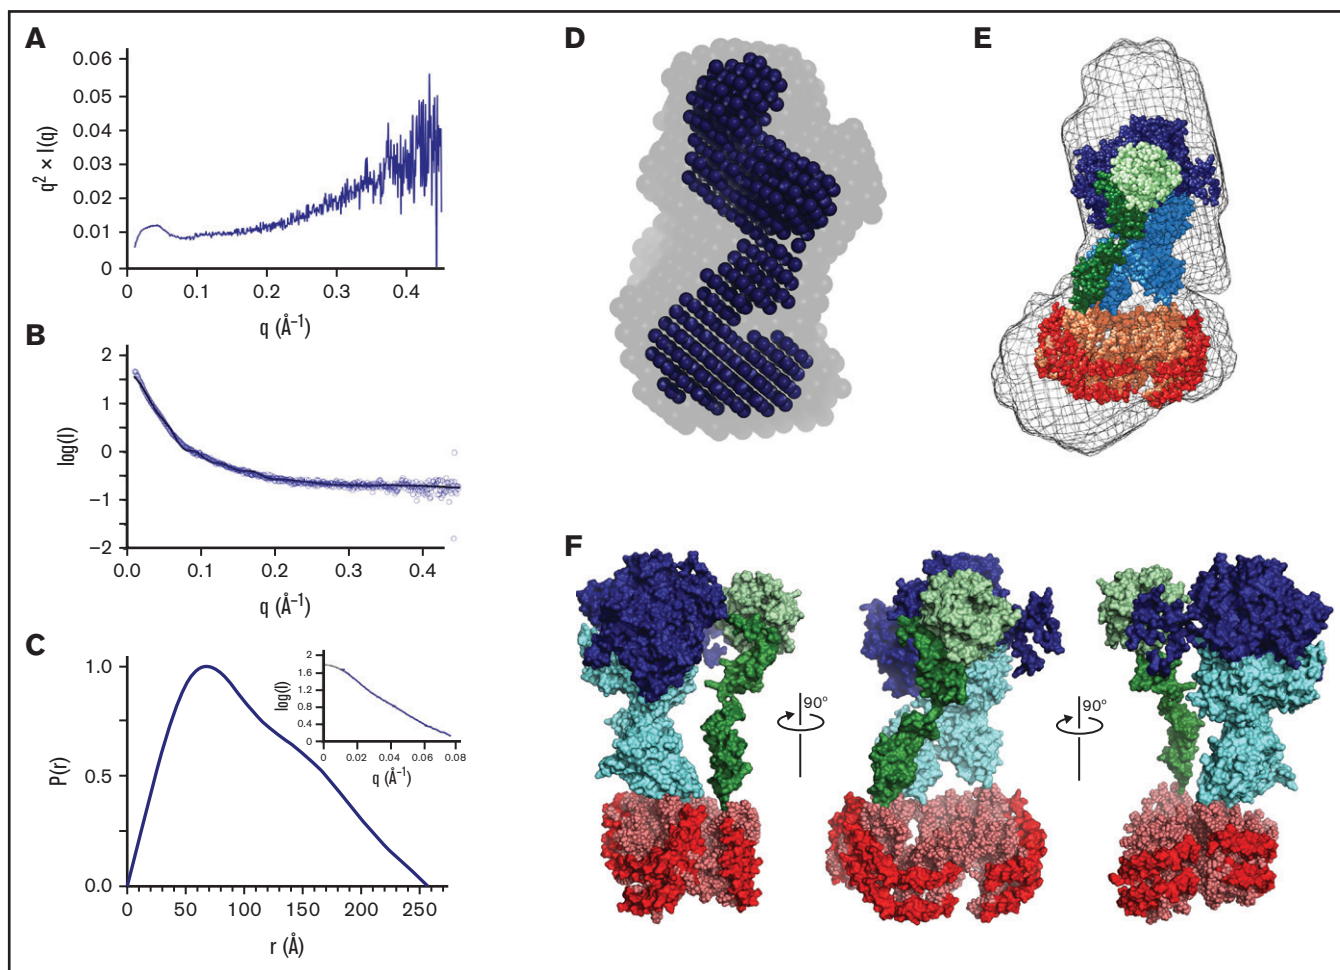 A
0.06
0.05
0.04
0.03
0.02
0.01
0
q² × I(q)
0 0.1 0.2 0.3 0.4
q (Å⁻¹)
B
2
1
0
−1
−2
log(I)
0.0 0.1 0.2 0.3 0.4
q (Å⁻¹)
C
1.0
0.5
0.0
P(r)
0 50 100 150 200 250
r (Å)
2
1.6
1.2
0.8
0.4
0
log(I)
0 0.02 0.04 0.06 0.08
q (Å⁻¹)
D
E
F
90°
90°